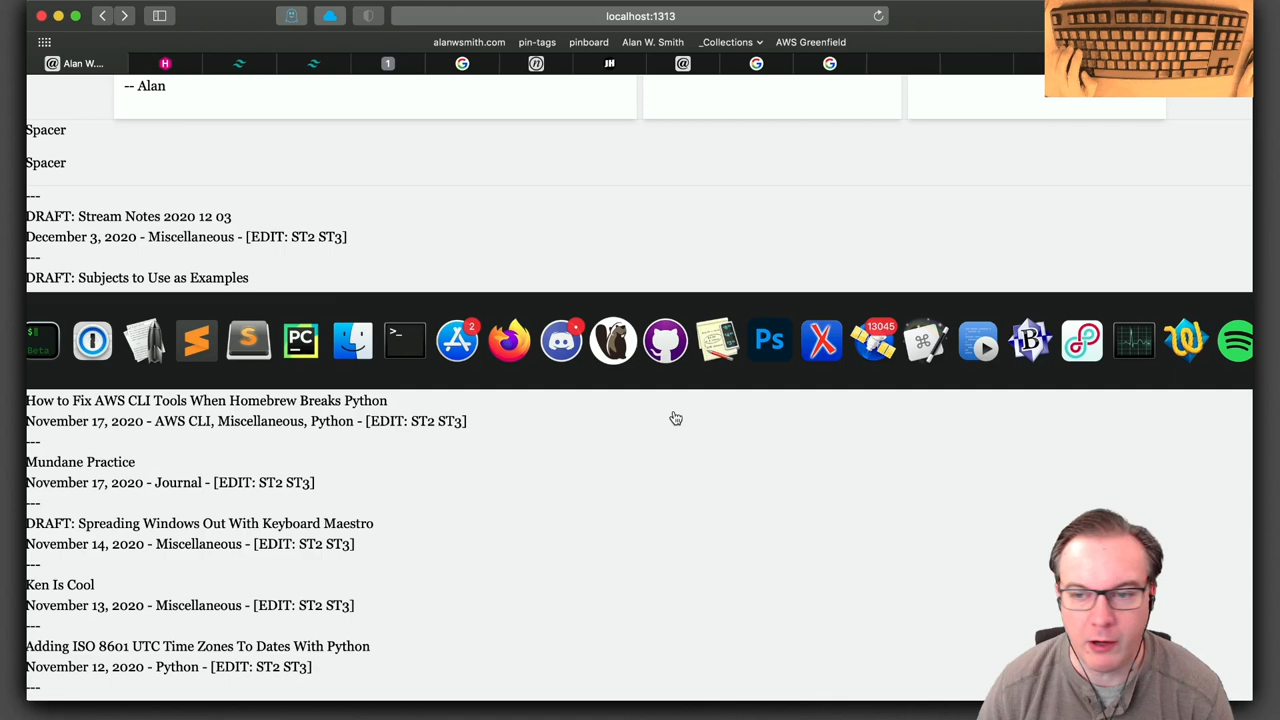 localhost:1313
alanwsmith.com pin-tags pinboard Alan W. Smith _Collections AWS Greenfield
Alan W.... H 1 G n JH @ G G
-- Alan
Spacer
Spacer
---
DRAFT: Stream Notes 2020 12 03
December 3, 2020 - Miscellaneous - [EDIT: ST2 ST3]
---
DRAFT: Subjects to Use as Examples
$ Beta S PC >_ 2 Ps X 13045 B
How to Fix AWS CLI Tools When Homebrew Breaks Python
November 17, 2020 - AWS CLI, Miscellaneous, Python - [EDIT: ST2 ST3]
---
Mundane Practice
November 17, 2020 - Journal - [EDIT: ST2 ST3]
---
DRAFT: Spreading Windows Out With Keyboard Maestro
November 14, 2020 - Miscellaneous - [EDIT: ST2 ST3]
---
Ken Is Cool
November 13, 2020 - Miscellaneous - [EDIT: ST2 ST3]
---
Adding ISO 8601 UTC Time Zones To Dates With Python
November 12, 2020 - Python - [EDIT: ST2 ST3]
---